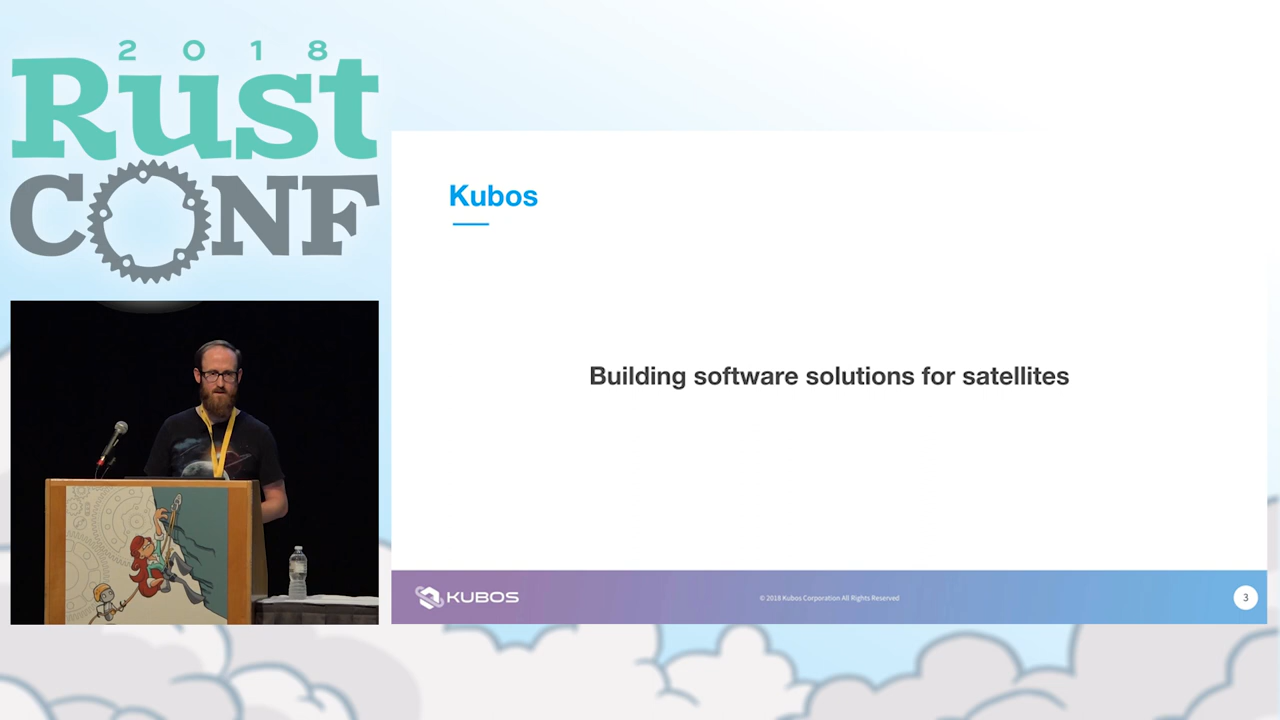 2018
Rust
CONF
Kubos
Building software solutions for satellites
KUBOS
© 2018 Kubos Corporation All Rights Reserved
3